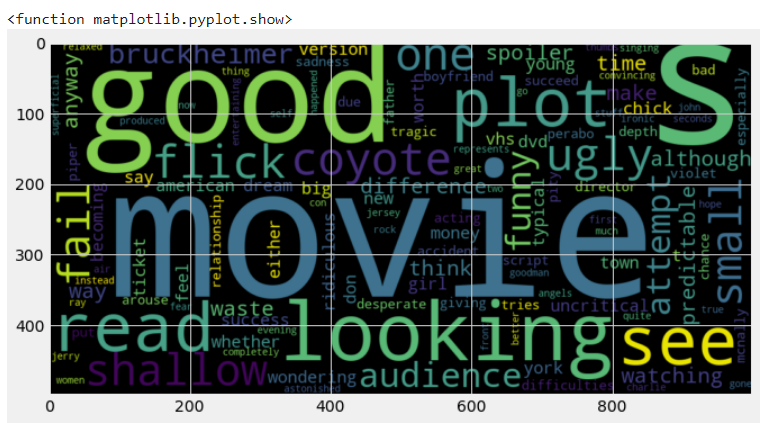 <function matplotlib.pyplot.show>
0
100
200
300
400
0 200 400 600 800
relaxed
bruckheimer
version
one
spoiler
singing
thing
sadness
young
time
bad
superficial
anyway
good
boyfriend
succeed
convincing
s
now
self
happened
due
father
worth
go
make
produced
entertaining
plot
ironic
john
seconds
chick
especially
tragic
vhs
dvd
perabo
depth
piper
flick
coyote
represents
ugly
although
say
great
funny
pity
violet
american
dream
big
difference
two
director
fail
becoming
con
new
typical
first
hope
movie
jersey
acting
much
relationship
rock
money
attempt
predictable
small
either
ridiculous
accident
script
town
t
chance
air
ticket
think
goodman
instead
way
feel
don
girl
ray
arouse
fear
desperate
giving
tries
angels
uncritical
true
put
read
waste
success
evening
looking
front
better
quite
see
mcnally
whether
completely
jerry
shallow
wondering
audience
york
watching
women
astonished
difficulties
charlie
gone